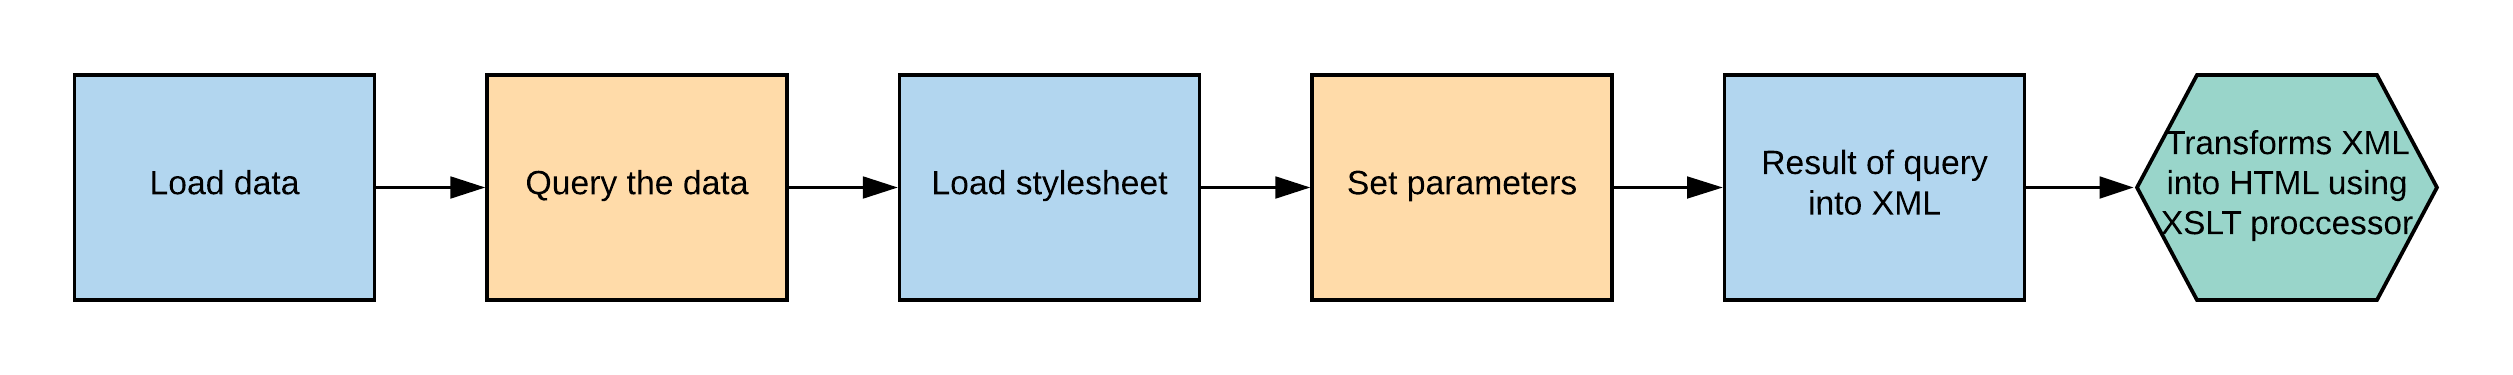 Load data
Query the data
Load stylesheet
Set parameters
Result of query
into XML
Transforms XML
into HTML using
XSLT proccessor